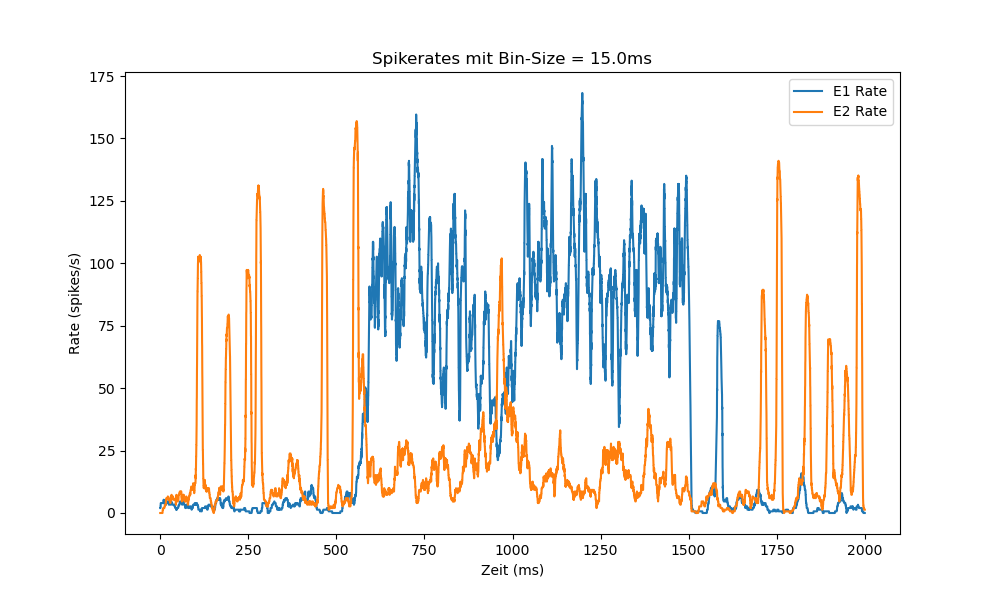 Spikerates mit Bin-Size = 15.0ms
E1 Rate
E2 Rate
175
150
125
100
75
50
25
0
Rate (spikes/s)
0 250 500 750 1000 1250 1500 1750 2000
Zeit (ms)